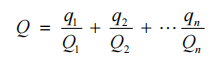 Q = q₁/Q₁ + q₂/Q₂ + ⋯ qₙ/Qₙ